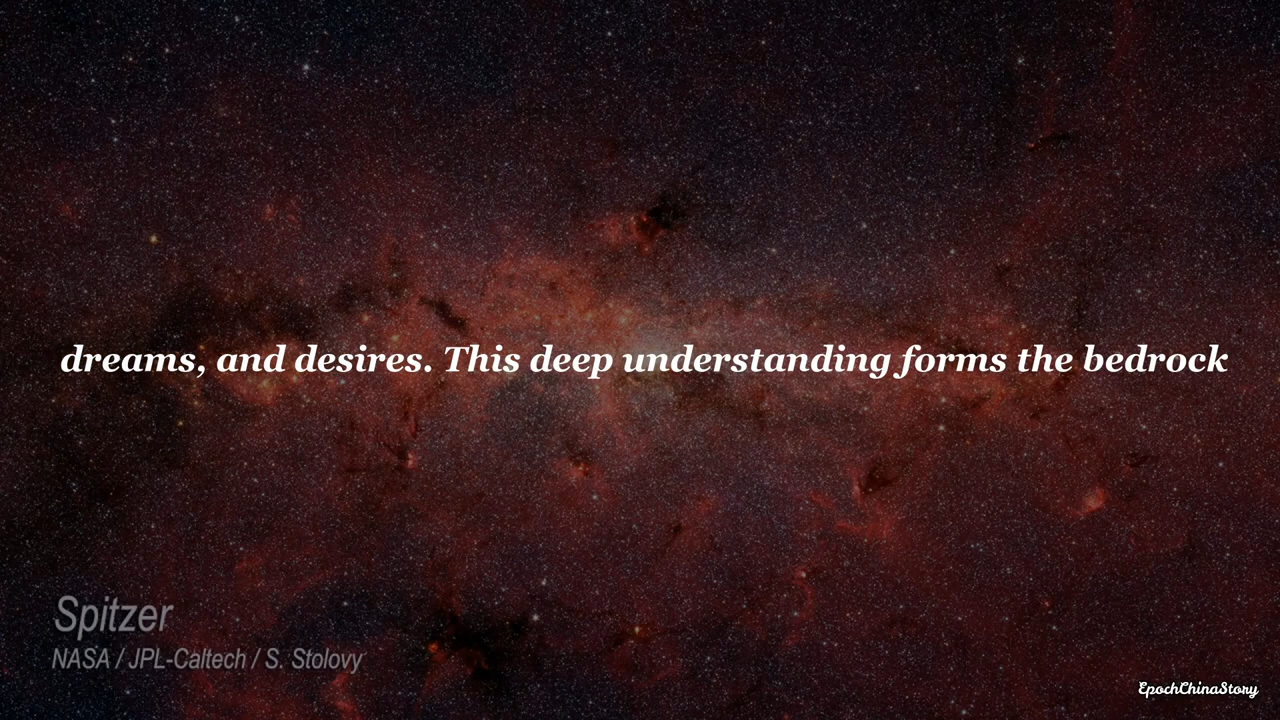 dreams, and desires. This deep understanding forms the bedrock
Spitzer
NASA / JPL-Caltech / S. Stolovy
EpochChinaStory